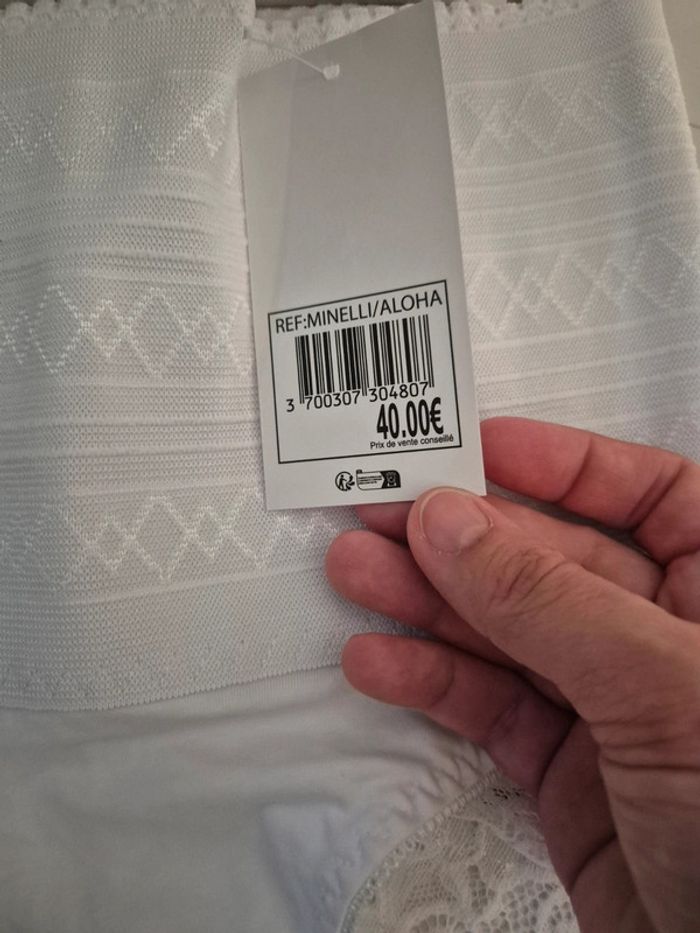 REF:MINELLI/ALOHA
3 700307 304807
40.00€
Prix de vente conseillé